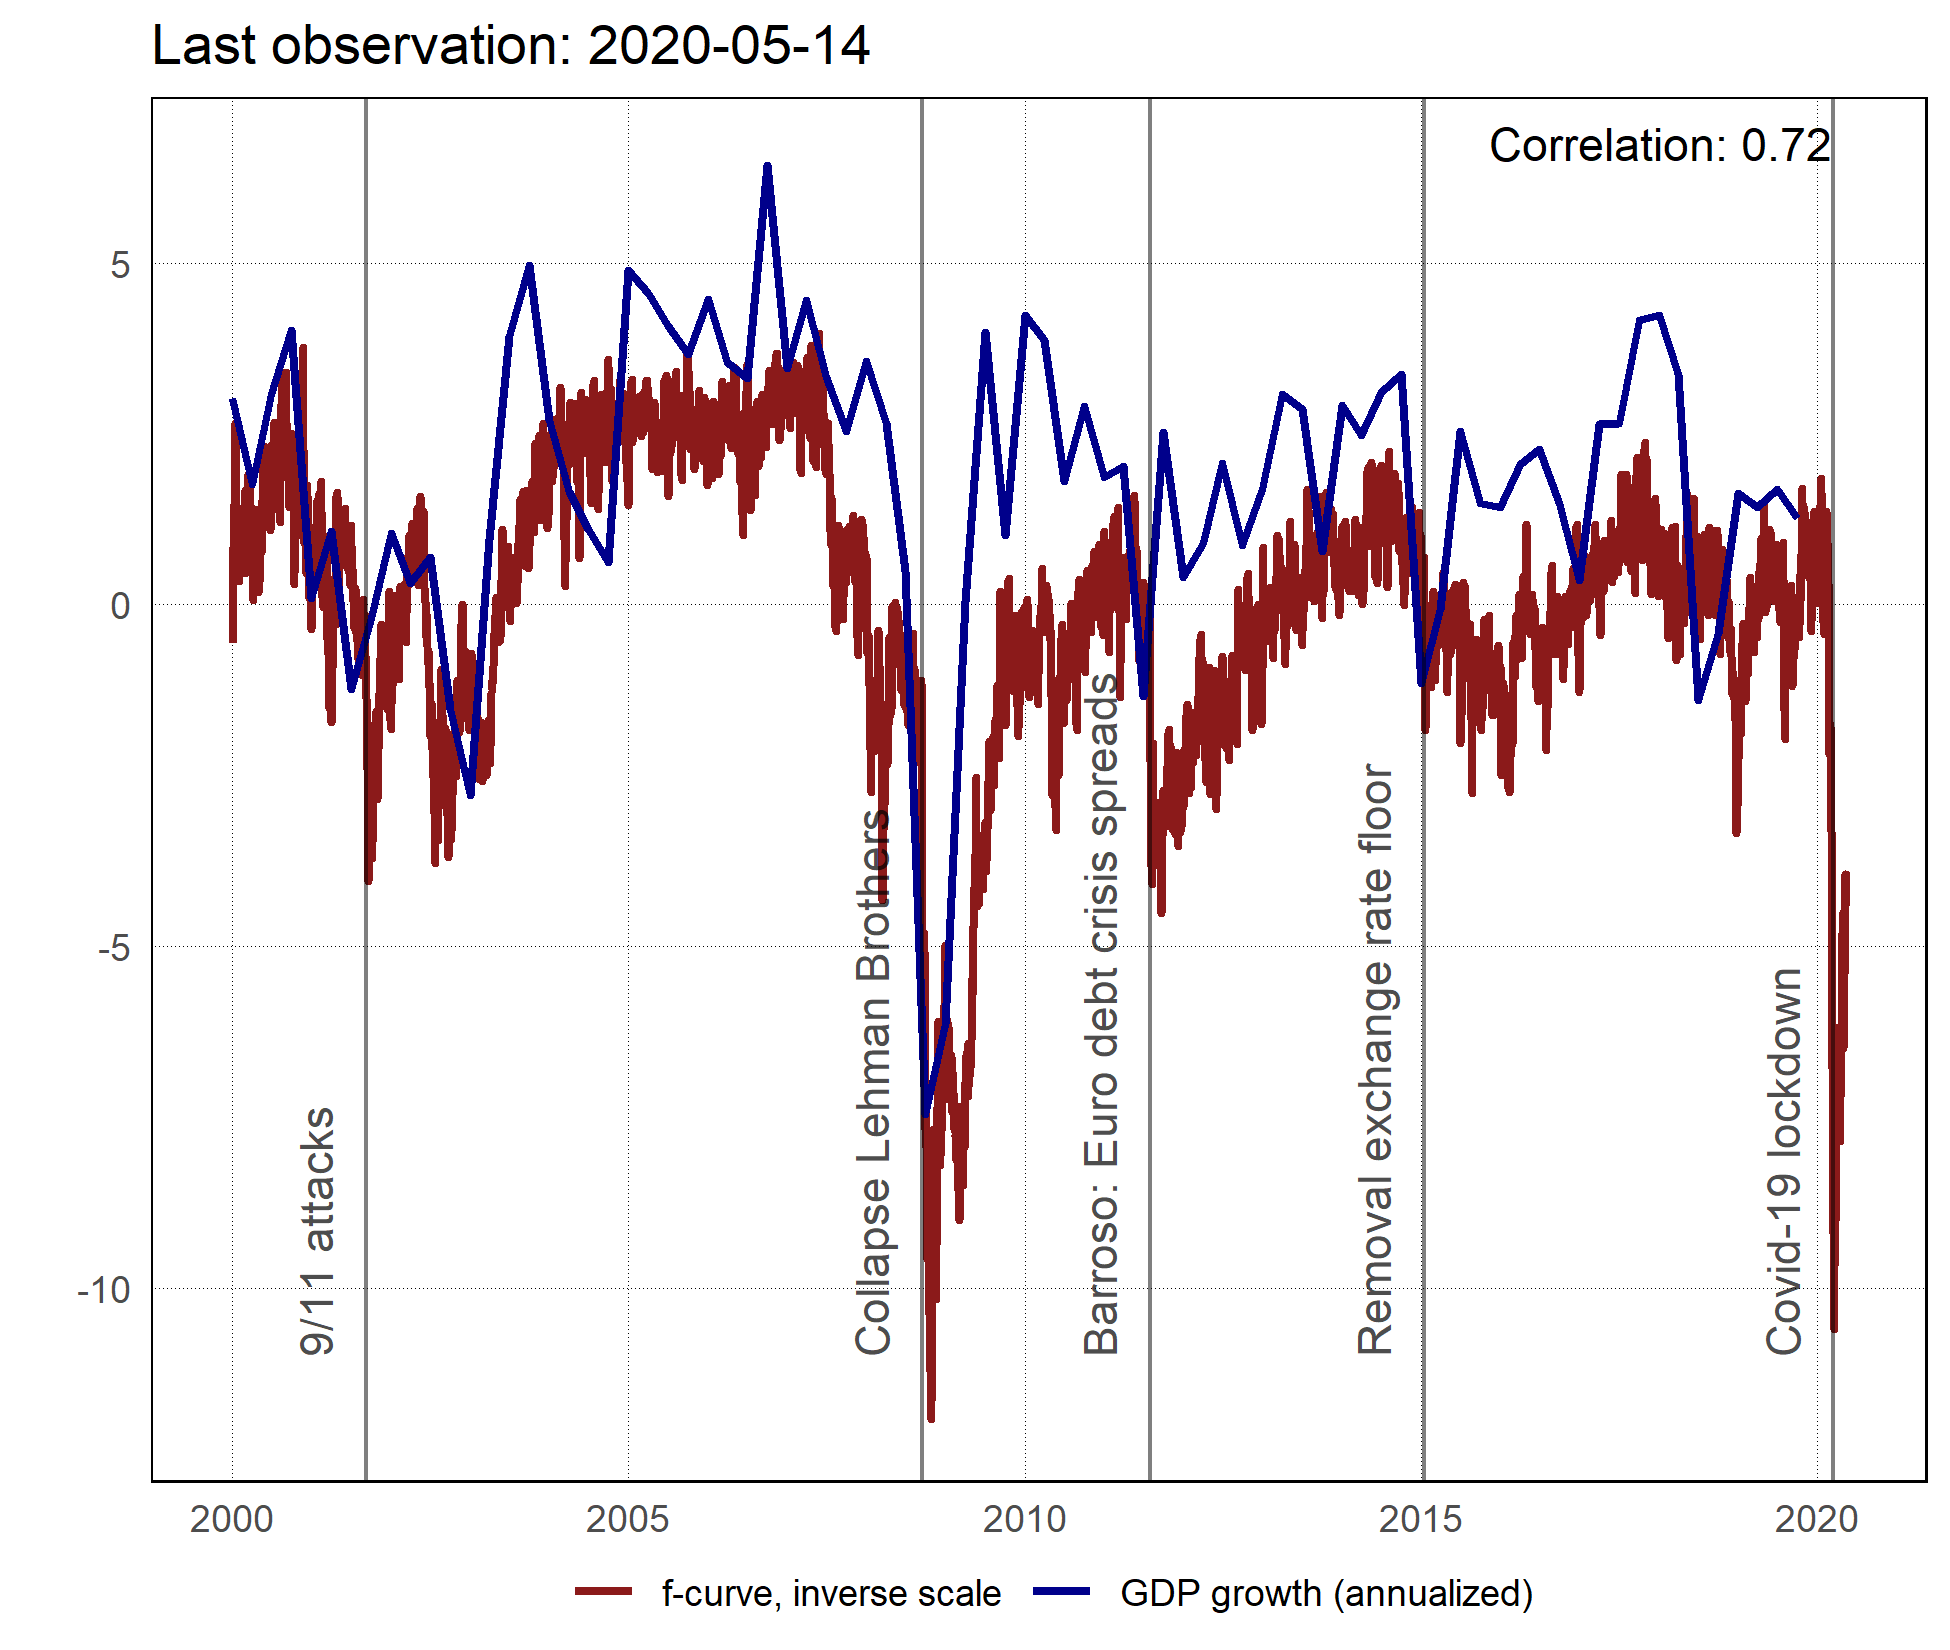 Last observation: 2020-05-14
Correlation: 0.72
5
0
-5
-10
9/11 attacks
Collapse Lehman Brothers
Barroso: Euro debt crisis spreads
Removal exchange rate floor
Covid-19 lockdown
2000 2005 2010 2015 2020
f-curve, inverse scale GDP growth (annualized)